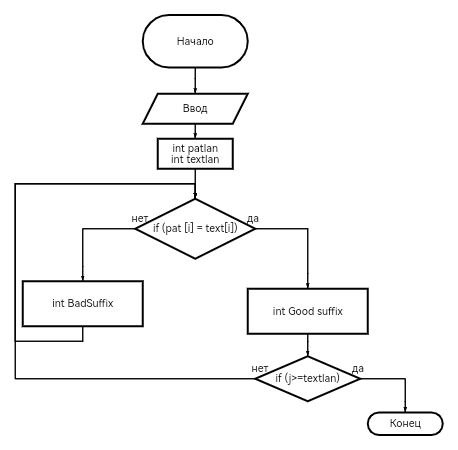 Начало
Ввод
int patlan
int textlan
нет
да
if (pat [i] = text[i])
int BadSuffix
int Good suffix
нет
да
if (j>=textlan)
Конец